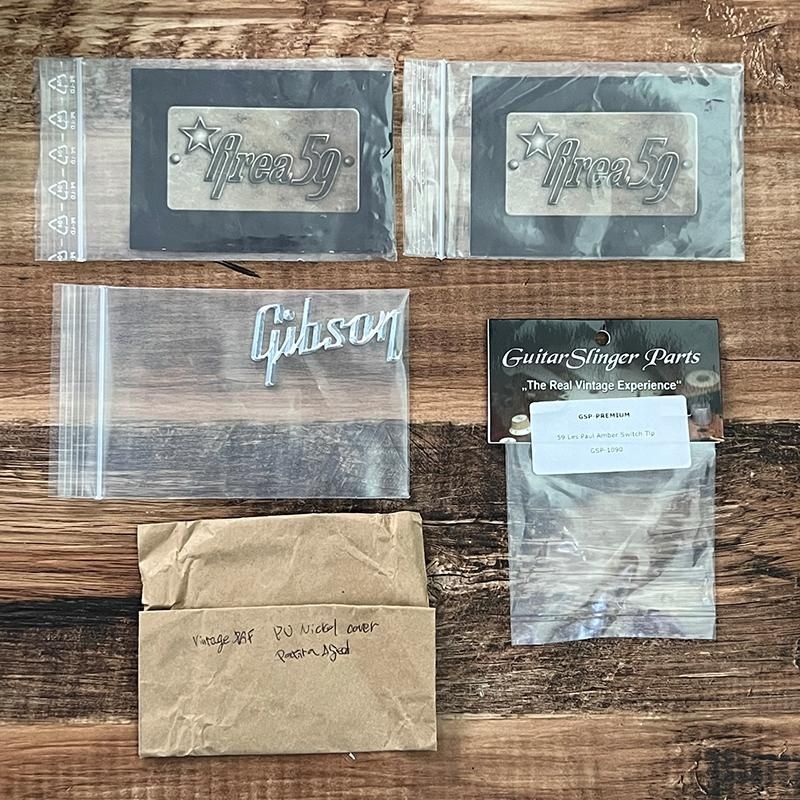 Area 59
Area 59
Gibson
GuitarSlinger Parts
„The Real Vintage Experience“
GSP-PREMIUM
59 Les Paul Amber Switch Tip
GSP-1090
Vintage PAF PU Nickel cover
Patina Aged